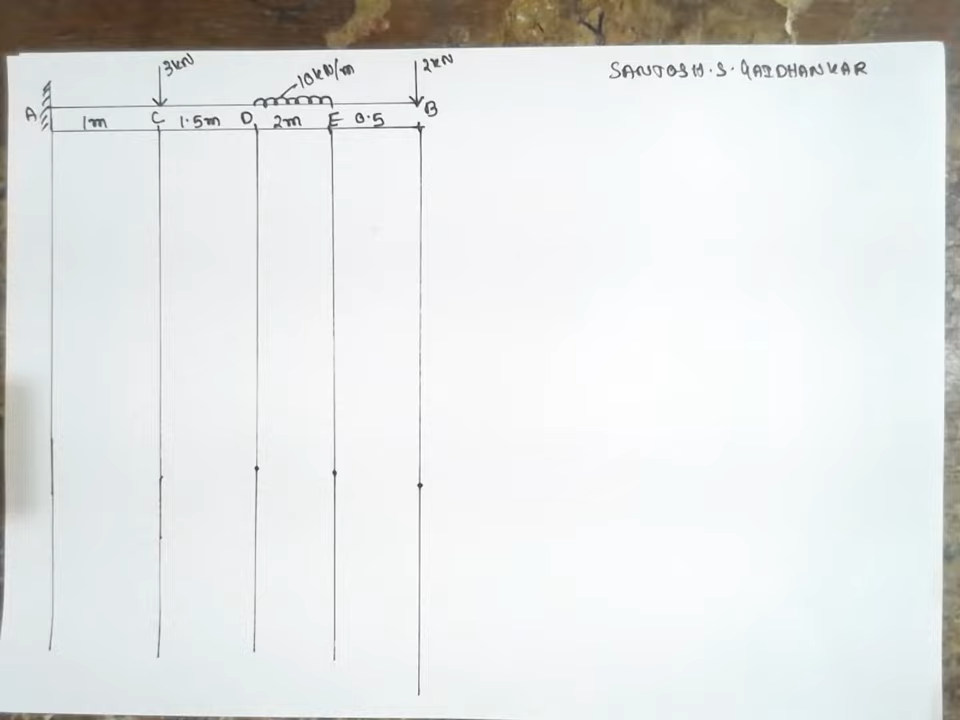 SANTOSH.S.GAIDHANKAR
3kN
10kN/m
2kN
A 1m C 1.5m D 2m E 0.5 B